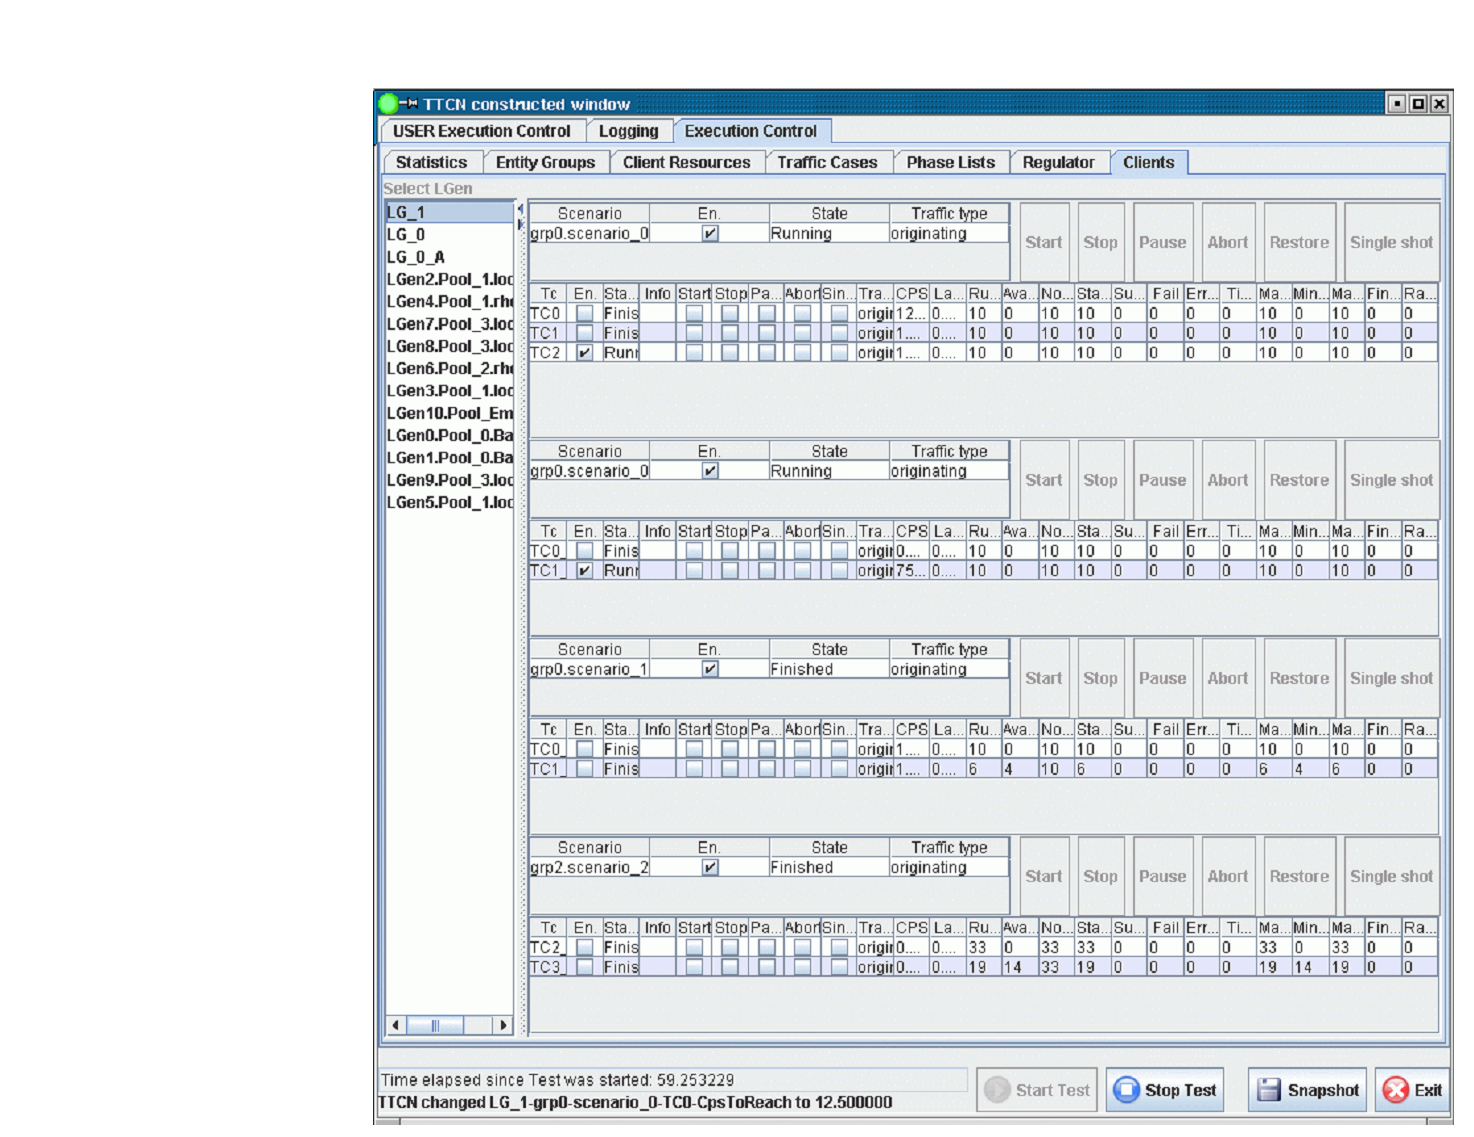 TTCN constructed window
USER Execution Control Logging Execution Control
Statistics Entity Groups Client Resources Traffic Cases Phase Lists Regulator Clients
Select LGen
LG_1
LG_0
LG_0_A
LGen2.Pool_1.loc
LGen4.Pool_1.rh
LGen7.Pool_3.loc
LGen8.Pool_3.loc
LGen6.Pool_2.rh
LGen3.Pool_1.loc
LGen10.Pool_Em
LGen0.Pool_0.Ba
LGen1.Pool_0.Ba
LGen9.Pool_3.loc
LGen5.Pool_1.loc
Scenario En. State Traffic type
grp0.scenario_0 Running originating
Start Stop Pause Abort Restore Single shot
Tc En. Sta... Info Start Stop Pa... Abort Sin... Tra... CPS La... Ru... Ava... No... Sta... Su... Fail Err... Ti... Ma... Min... Ma... Fin... Ra...
TC0 Finis origir 12... 0.... 10 0 10 10 0 0 0 0 10 0 10 0 0
TC1 Finis origir 1.... 0.... 10 0 10 10 0 0 0 0 10 0 10 0 0
TC2 Runr origir 1.... 0.... 10 0 10 10 0 0 0 0 10 0 10 0 0
Scenario En. State Traffic type
grp0.scenario_0 Running originating
Start Stop Pause Abort Restore Single shot
Tc En. Sta... Info Start Stop Pa... Abort Sin... Tra... CPS La... Ru... Ava... No... Sta... Su... Fail Err... Ti... Ma... Min... Ma... Fin... Ra...
TC0_ Finis origir 0.... 0.... 10 0 10 10 0 0 0 0 10 0 10 0 0
TC1_ Runr origir 75... 0.... 10 0 10 10 0 0 0 0 10 0 10 0 0
Scenario En. State Traffic type
grp0.scenario_1 Finished originating
Start Stop Pause Abort Restore Single shot
Tc En. Sta... Info Start Stop Pa... Abort Sin... Tra... CPS La... Ru... Ava... No... Sta... Su... Fail Err... Ti... Ma... Min... Ma... Fin... Ra...
TC0_ Finis origir 1.... 0.... 10 0 10 10 0 0 0 0 10 0 10 0 0
TC1_ Finis origir 1.... 0.... 6 4 10 6 0 0 0 0 6 4 6 0 0
Scenario En. State Traffic type
grp2.scenario_2 Finished originating
Start Stop Pause Abort Restore Single shot
Tc En. Sta... Info Start Stop Pa... Abort Sin... Tra... CPS La... Ru... Ava... No... Sta... Su... Fail Err... Ti... Ma... Min... Ma... Fin... Ra...
TC2_ Finis origir 0.... 0.... 33 0 33 33 0 0 0 0 33 0 33 0 0
TC3_ Finis origir 0.... 0.... 19 14 33 19 0 0 0 0 19 14 19 0 0
Time elapsed since Test was started: 59.253229
TTCN changed LG_1-grp0-scenario_0-TC0-CpsToReach to 12.500000
Start Test Stop Test Snapshot Exit